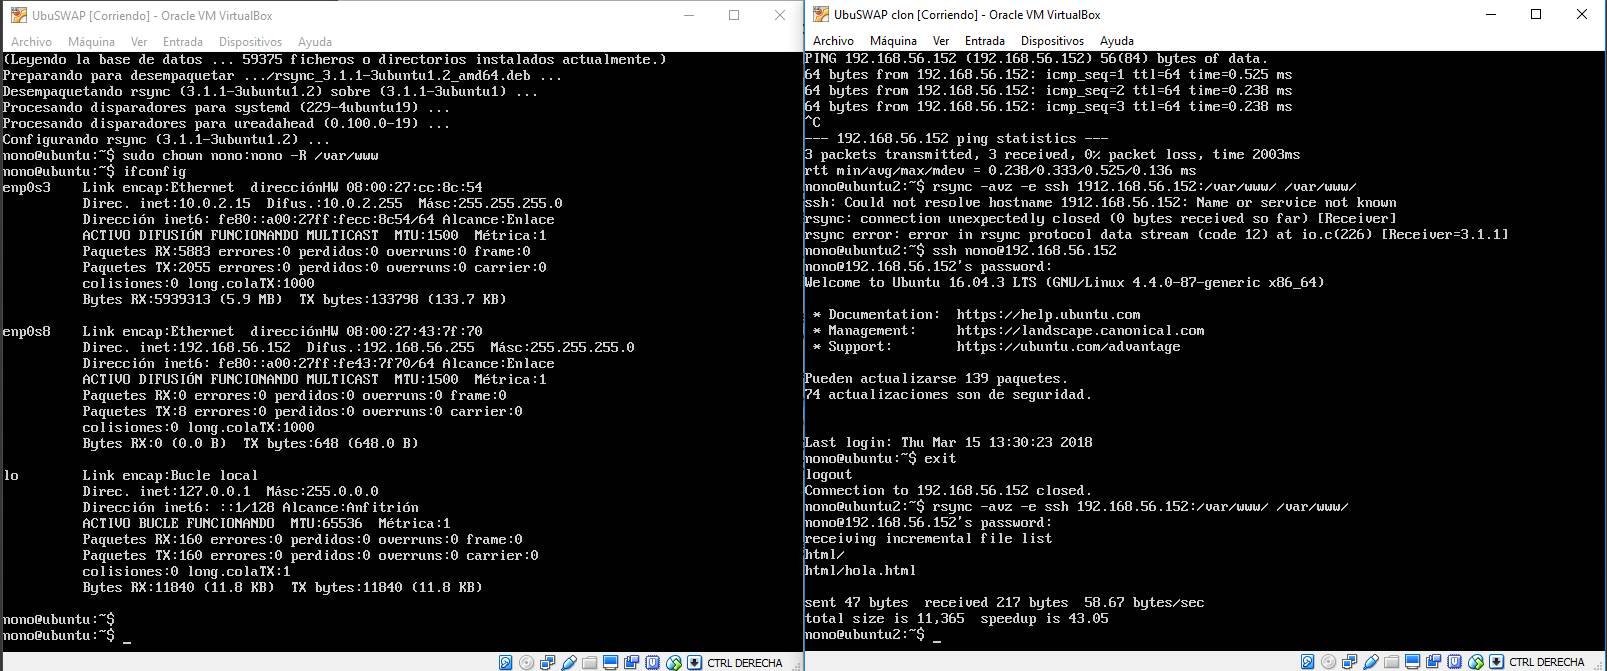 UbuSWAP [Corriendo] - Oracle VM VirtualBox
Archivo Máquina Ver Entrada Dispositivos Ayuda
(Leyendo la base de datos ... 59375 ficheros o directorios instalados actualmente.)
Preparando para desempaquetar .../rsync_3.1.1-3ubuntu1.2_amd64.deb ...
Desempaquetando rsync (3.1.1-3ubuntu1.2) sobre (3.1.1-3ubuntu1) ...
Procesando disparadores para systemd (229-4ubuntu19) ...
Procesando disparadores para ureadahead (0.100.0-19) ...
Configurando rsync (3.1.1-3ubuntu1.2) ...
nono@ubuntu:~$ sudo chown nono:nono -R /var/www
nono@ubuntu:~$ ifconfig
enp0s3    Link encap:Ethernet  direcciónHW 08:00:27:cc:8c:54
          Direc. inet:10.0.2.15  Difus.:10.0.2.255  Másc:255.255.255.0
          Dirección inet6: fe80::a00:27ff:fecc:8c54/64 Alcance:Enlace
          ACTIVO DIFUSIÓN FUNCIONANDO MULTICAST  MTU:1500  Métrica:1
          Paquetes RX:5883 errores:0 perdidos:0 overruns:0 frame:0
          Paquetes TX:2055 errores:0 perdidos:0 overruns:0 carrier:0
          colisiones:0 long.colaTX:1000
          Bytes RX:5939313 (5.9 MB)  TX bytes:133798 (133.7 KB)
enp0s8    Link encap:Ethernet  direcciónHW 08:00:27:43:7f:70
          Direc. inet:192.168.56.152  Difus.:192.168.56.255  Másc:255.255.255.0
          Dirección inet6: fe80::a00:27ff:fe43:7f70/64 Alcance:Enlace
          ACTIVO DIFUSIÓN FUNCIONANDO MULTICAST  MTU:1500  Métrica:1
          Paquetes RX:0 errores:0 perdidos:0 overruns:0 frame:0
          Paquetes TX:8 errores:0 perdidos:0 overruns:0 carrier:0
          colisiones:0 long.colaTX:1000
          Bytes RX:0 (0.0 B)  TX bytes:648 (648.0 B)
lo        Link encap:Bucle local
          Direc. inet:127.0.0.1  Másc:255.0.0.0
          Dirección inet6: ::1/128 Alcance:Anfitrión
          ACTIVO BUCLE FUNCIONANDO  MTU:65536  Métrica:1
          Paquetes RX:160 errores:0 perdidos:0 overruns:0 frame:0
          Paquetes TX:160 errores:0 perdidos:0 overruns:0 carrier:0
          colisiones:0 long.colaTX:1
          Bytes RX:11840 (11.8 KB)  TX bytes:11840 (11.8 KB)
nono@ubuntu:~$
nono@ubuntu:~$ _
CTRL DERECHA
UbuSWAP clon [Corriendo] - Oracle VM VirtualBox
Archivo Máquina Ver Entrada Dispositivos Ayuda
PING 192.168.56.152 (192.168.56.152) 56(84) bytes of data.
64 bytes from 192.168.56.152: icmp_seq=1 ttl=64 time=0.525 ms
64 bytes from 192.168.56.152: icmp_seq=2 ttl=64 time=0.238 ms
64 bytes from 192.168.56.152: icmp_seq=3 ttl=64 time=0.238 ms
^C
--- 192.168.56.152 ping statistics ---
3 packets transmitted, 3 received, 0% packet loss, time 2003ms
rtt min/avg/max/mdev = 0.238/0.333/0.525/0.136 ms
nono@ubuntu2:~$ rsync -avz -e ssh 1912.168.56.152:/var/www/ /var/www/
ssh: Could not resolve hostname 1912.168.56.152: Name or service not known
rsync: connection unexpectedly closed (0 bytes received so far) [Receiver]
rsync error: error in rsync protocol data stream (code 12) at io.c(226) [Receiver=3.1.1]
nono@ubuntu2:~$ ssh nono@192.168.56.152
nono@192.168.56.152's password:
Welcome to Ubuntu 16.04.3 LTS (GNU/Linux 4.4.0-87-generic x86_64)
 * Documentation:  https://help.ubuntu.com
 * Management:     https://landscape.canonical.com
 * Support:        https://ubuntu.com/advantage
Pueden actualizarse 139 paquetes.
74 actualizaciones son de seguridad.
Last login: Thu Mar 15 13:30:23 2018
nono@ubuntu:~$ exit
logout
Connection to 192.168.56.152 closed.
nono@ubuntu2:~$ rsync -avz -e ssh 192.168.56.152:/var/www/ /var/www/
nono@192.168.56.152's password:
receiving incremental file list
html/
html/hola.html
sent 47 bytes  received 217 bytes  58.67 bytes/sec
total size is 11,365  speedup is 43.05
nono@ubuntu2:~$ _
CTRL DERECHA